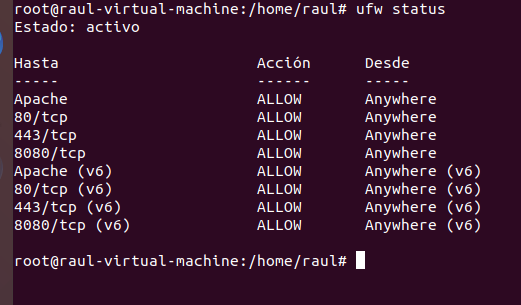 root@raul-virtual-machine:/home/raul# ufw status
Estado: activo
Hasta Acción Desde
----- ------ -----
Apache ALLOW Anywhere
80/tcp ALLOW Anywhere
443/tcp ALLOW Anywhere
8080/tcp ALLOW Anywhere
Apache (v6) ALLOW Anywhere (v6)
80/tcp (v6) ALLOW Anywhere (v6)
443/tcp (v6) ALLOW Anywhere (v6)
8080/tcp (v6) ALLOW Anywhere (v6)
root@raul-virtual-machine:/home/raul#